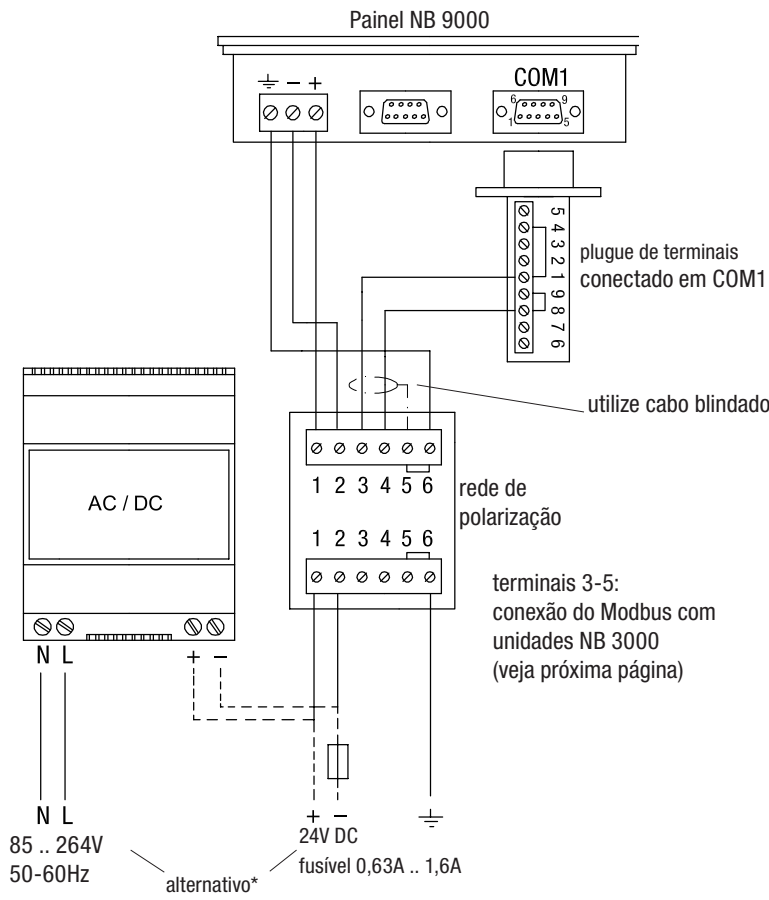 Painel NB 9000
COM1
⏚ – +
6 9
1 5
5 4 3 2 1 9 8 7 6
plugue de terminais
conectado em COM1
utilize cabo blindado
AC / DC
1 2 3 4 5 6
rede de
polarização
1 2 3 4 5 6
terminais 3-5:
conexão do Modbus com
unidades NB 3000
(veja próxima página)
N L
+ –
N L
85 .. 264V
50-60Hz
+ –
24V DC
fusível 0,63A .. 1,6A
alternativo*